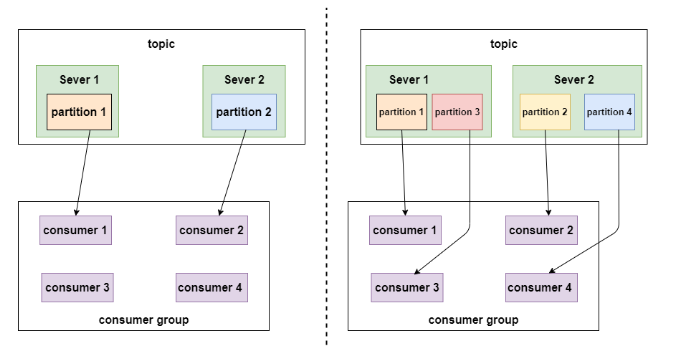 topic
Sever 1
Sever 2
partition 1
partition 2
consumer 1
consumer 2
consumer 3
consumer 4
consumer group
topic
Sever 1
Sever 2
partition 1
partition 3
partition 2
partition 4
consumer 1
consumer 2
consumer 3
consumer 4
consumer group